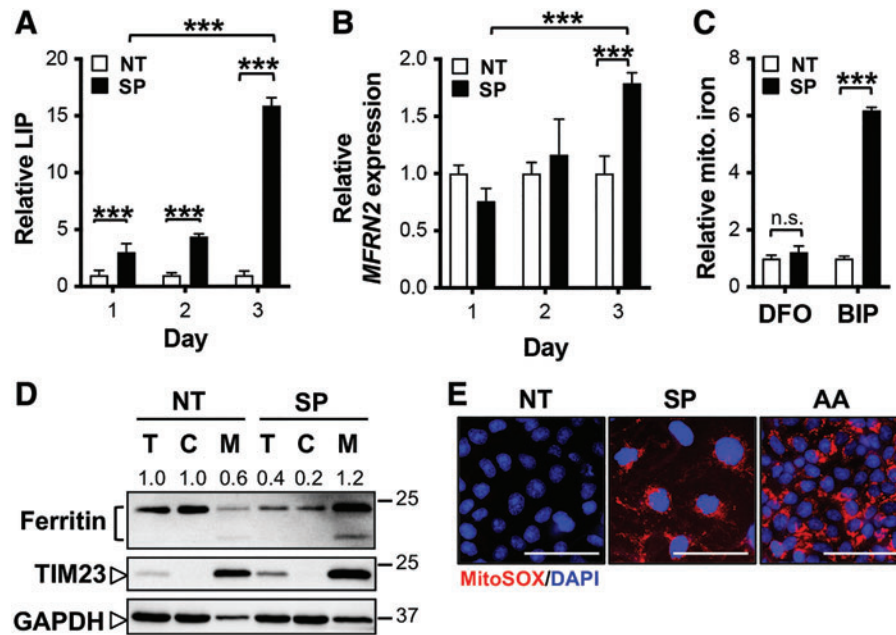 A
***
***
***
***
NT
SP
Relative LIP
20
15
10
5
0
1 2 3
Day
B
***
***
NT
SP
Relative
MFRN2 expression
2.0
1.5
1.0
0.5
0.0
1 2 3
Day
C
NT
SP
***
n.s.
Relative mito. iron
8
6
4
2
0
DFO BIP
D
NT SP
T C M T C M
1.0 1.0 0.6 0.4 0.2 1.2
Ferritin
25
TIM23
25
GAPDH
37
E
NT SP AA
MitoSOX/DAPI